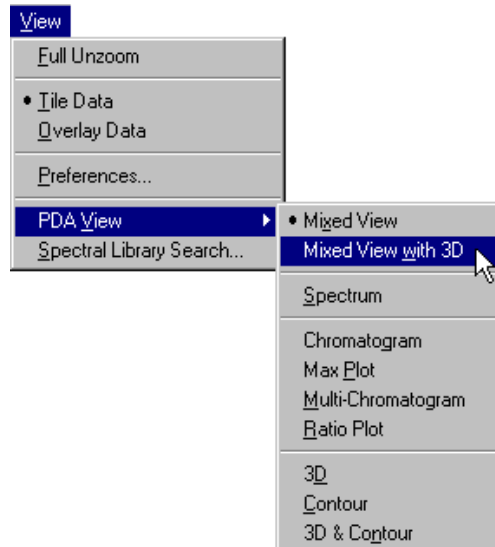 View
Full Unzoom
Tile Data
Overlay Data
Preferences...
PDA View
Spectral Library Search...
Mixed View
Mixed View with 3D
Spectrum
Chromatogram
Max Plot
Multi-Chromatogram
Ratio Plot
3D
Contour
3D & Contour